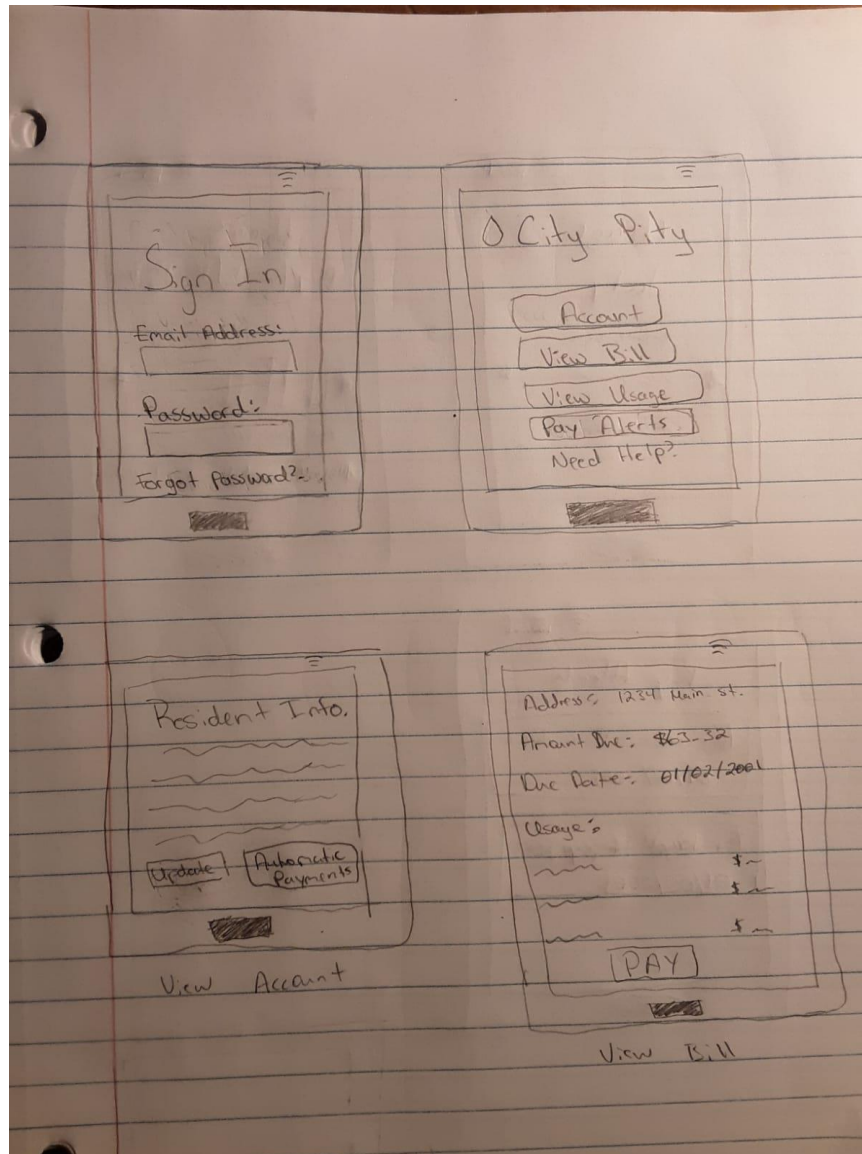 Sign In
Email Address:
Password:
Forgot Password?
O City Pity
Account
View Bill
View Usage
Pay Alerts
Need Help?
Resident Info.
Update
Automatic
Payments
View Account
Address: 1234 Main st.
Amount Due: $63.32
Due Date: 01/02/2001
Usage:
$
$
$
PAY
View Bill